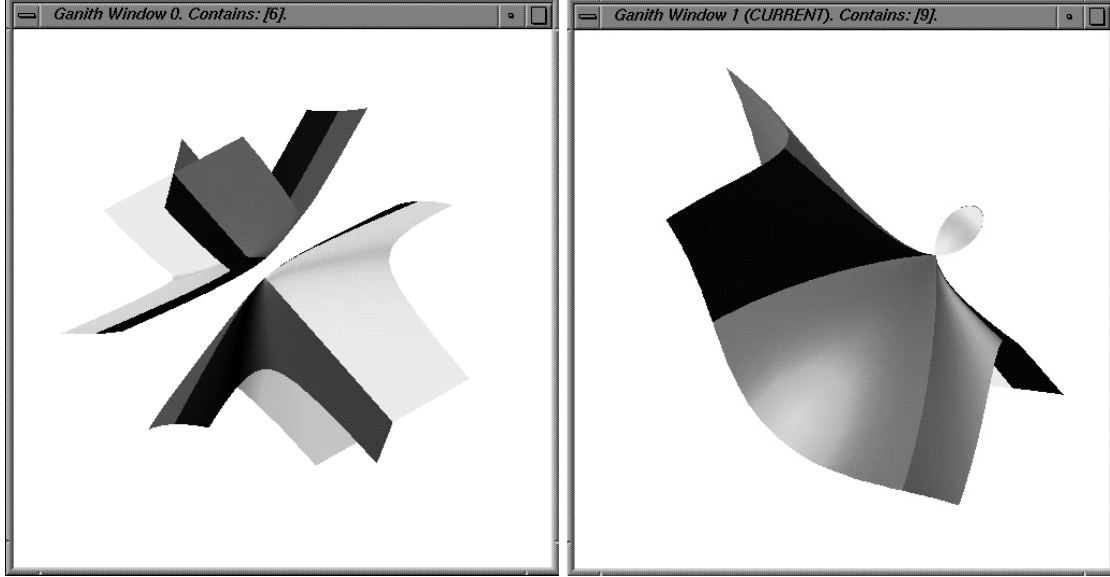 Ganith Window 0. Contains: [6].
Ganith Window 1 (CURRENT). Contains: [9].